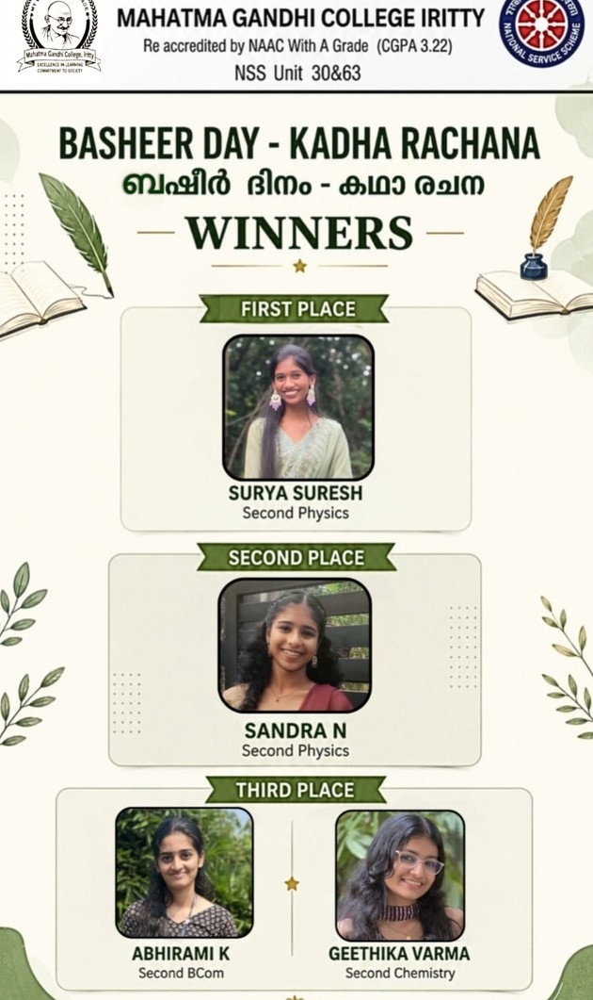 MAHATMA GANDHI COLLEGE IRITTY
Re accredited by NAAC With A Grade (CGPA 3.22)
NSS Unit 30&63
Mahatma Gandhi College, Iritty
EXCELLENCE IN LEARNING
COMMITMENT TO SOCIETY
NATIONAL SERVICE SCHEME
BASHEER DAY - KADHA RACHANA
ബഷീർ ദിനം - കഥാ രചന
WINNERS
FIRST PLACE
SURYA SURESH
Second Physics
SECOND PLACE
SANDRA N
Second Physics
THIRD PLACE
ABHIRAMI K
Second BCom
GEETHIKA VARMA
Second Chemistry